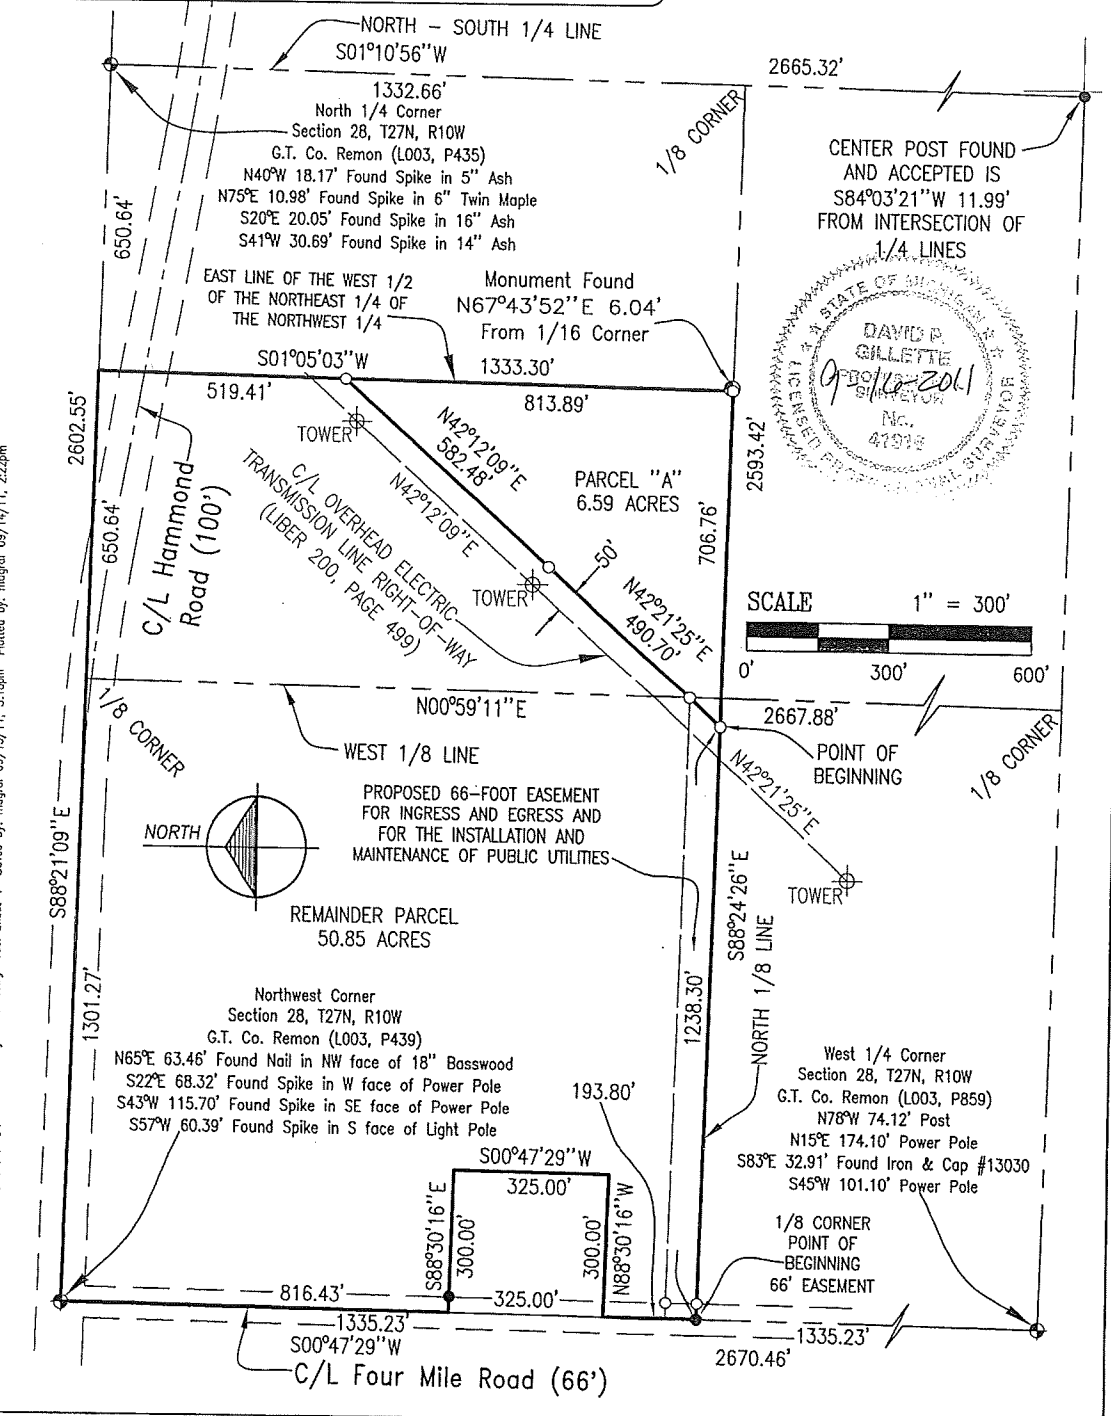 NORTH - SOUTH 1/4 LINE
S01°10'56"W
2665.32'
1332.66'
North 1/4 Corner
Section 28, T27N, R10W
G.T. Co. Remon (L003, P435)
N40°W 18.17' Found Spike in 5" Ash
N75°E 10.98' Found Spike in 6" Twin Maple
S20°E 20.05' Found Spike in 16" Ash
S41°W 30.69' Found Spike in 14" Ash
1/8 CORNER
CENTER POST FOUND
AND ACCEPTED IS
S84°03'21"W 11.99'
FROM INTERSECTION OF
1/4 LINES
650.64'
EAST LINE OF THE WEST 1/2
OF THE NORTHEAST 1/4 OF
THE NORTHWEST 1/4
Monument Found
N67°43'52"E 6.04'
From 1/16 Corner
STATE OF MICHIGAN
DAVID P.
GILLETTE
SURVEYOR
No.
LICENSED PROFESSIONAL SURVEYOR
9-16-2011
S01°05'03"W
1333.30'
519.41'
813.89'
2602.55'
650.64'
C/L Hammond
Road (100')
TOWER
N42°12'09"E
582.48'
N42°12'09"E
C/L OVERHEAD ELECTRIC
TRANSMISSION LINE RIGHT-OF-WAY
(LIBER 200, PAGE 499)
PARCEL "A"
6.59 ACRES
706.76'
2593.42'
50'
TOWER
N42°21'25"E
490.70'
SCALE 1" = 300'
0' 300' 600'
1/8 CORNER
N00°59'11"E
2667.88'
WEST 1/8 LINE
POINT OF
BEGINNING
1/8 CORNER
N42°21'25"E
TOWER
PROPOSED 66-FOOT EASEMENT
FOR INGRESS AND EGRESS AND
FOR THE INSTALLATION AND
MAINTENANCE OF PUBLIC UTILITIES
NORTH
S88°21'09"E
REMAINDER PARCEL
50.85 ACRES
S88°24'26"E
NORTH 1/8 LINE
1301.27'
1238.30'
Northwest Corner
Section 28, T27N, R10W
G.T. Co. Remon (L003, P439)
N65°E 63.46' Found Nail in NW face of 18" Basswood
S22°E 68.32' Found Spike in W face of Power Pole
S43°W 115.70' Found Spike in SE face of Power Pole
S57°W 60.39' Found Spike in S face of Light Pole
193.80'
West 1/4 Corner
Section 28, T27N, R10W
G.T. Co. Remon (L003, P859)
N78°W 74.12' Post
N15°E 174.10' Power Pole
S83°E 32.91' Found Iron & Cap #13030
S45°W 101.10' Power Pole
S00°47'29"W
325.00'
S88°30'16"E
300.00'
300.00'
N88°30'16"W
1/8 CORNER
POINT OF
BEGINNING
66' EASEMENT
816.43'
325.00'
1335.23'
1335.23'
S00°47'29"W
2670.46'
C/L Four Mile Road (66')